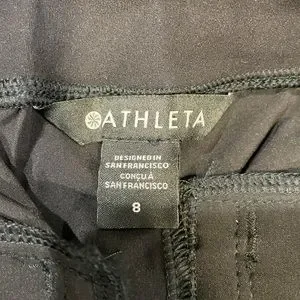 ATHLETA
DESIGNED IN
SAN FRANCISCO
CONÇU À
SAN FRANCISCO
8